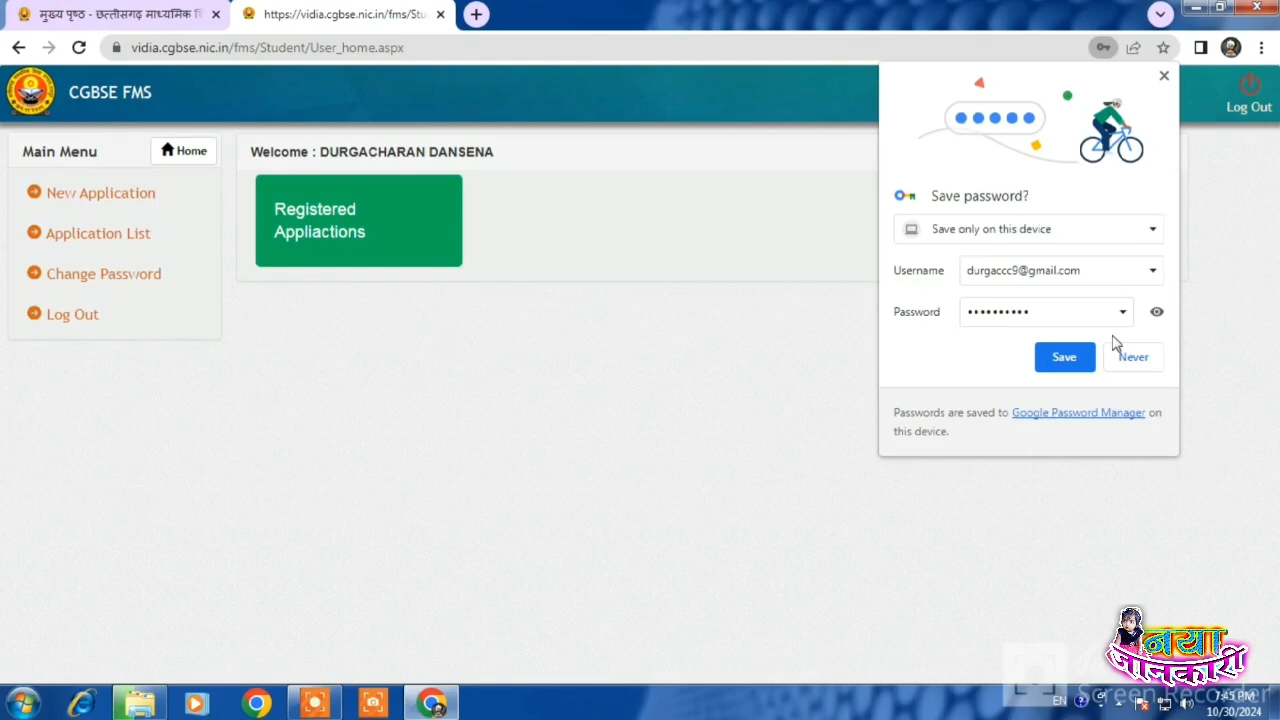 मुख्य पृष्ठ - छत्तीसगढ़ माध्यमिक
https://vidia.cgbse.nic.in/fms/Stu
vidia.cgbse.nic.in/fms/Student/User_home.aspx
CGBSE FMS
Log Out
Main Menu
Home
Welcome : DURGACHARAN DANSENA
New Application
Application List
Change Password
Log Out
Registered
Appliactions
Save password?
Save only on this device
Username
durgaccc9@gmail.com
Password
••••••••••
Save
Never
Passwords are saved to Google Password Manager on
this device.
नया
जानकारी
Screen Recorder
EN
7:45 PM
10/30/2024